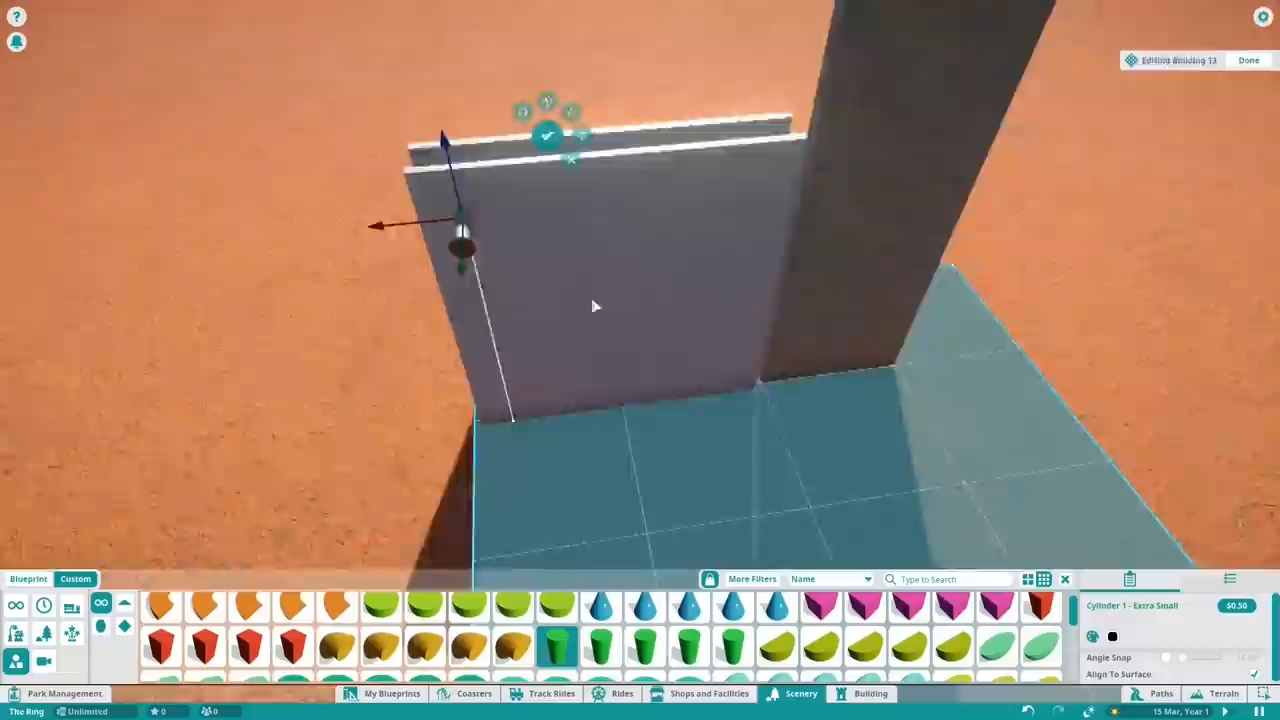 ?
Editing Building 13 Done
Blueprint Custom
More Filters Name Type to Search
Cylinder 1 - Extra Small $0.50
Angle Snap
Align To Surface
Park Management My Blueprints Coasters Track Rides Rides Shops and Facilities Scenery Building Paths Terrain
The Ring Unlimited 0 0 15 Mar, Year 1